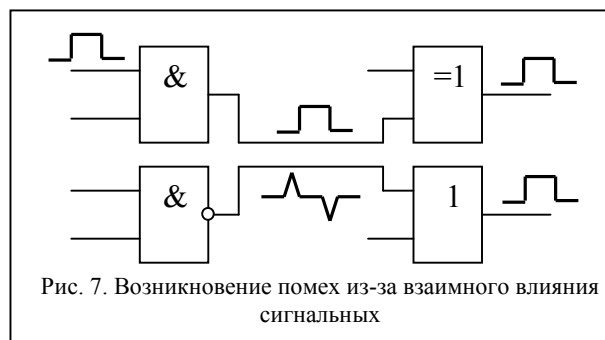 & =1
& 1
Рис. 7. Возникновение помех из-за взаимного влияния
сигнальных